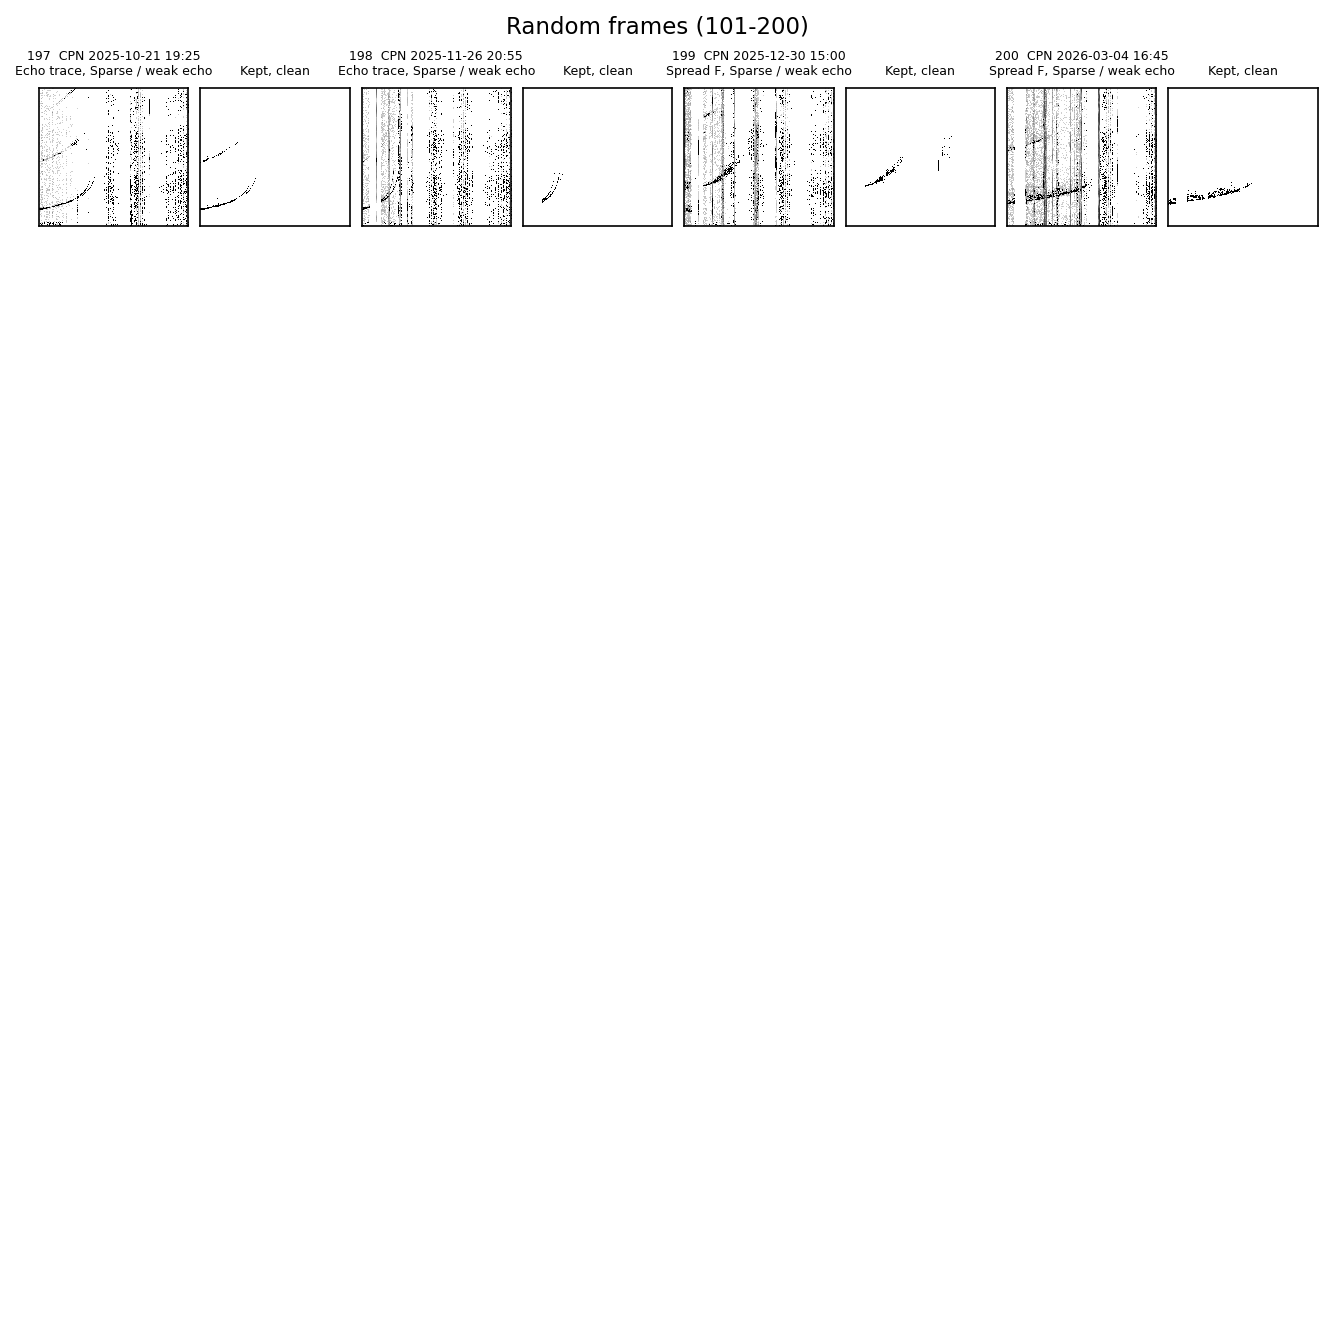 Random frames (101-200)
197  CPN 2025-10-21 19:25
Echo trace, Sparse / weak echo
Kept, clean
198  CPN 2025-11-26 20:55
Echo trace, Sparse / weak echo
Kept, clean
199  CPN 2025-12-30 15:00
Spread F, Sparse / weak echo
Kept, clean
200  CPN 2026-03-04 16:45
Spread F, Sparse / weak echo
Kept, clean